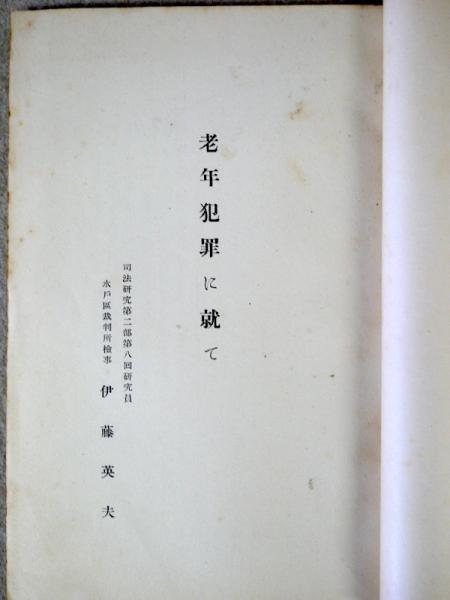 老年犯罪に就て
司法研究第二部第八回研究員
水戸區裁判所檢事 伊藤英夫